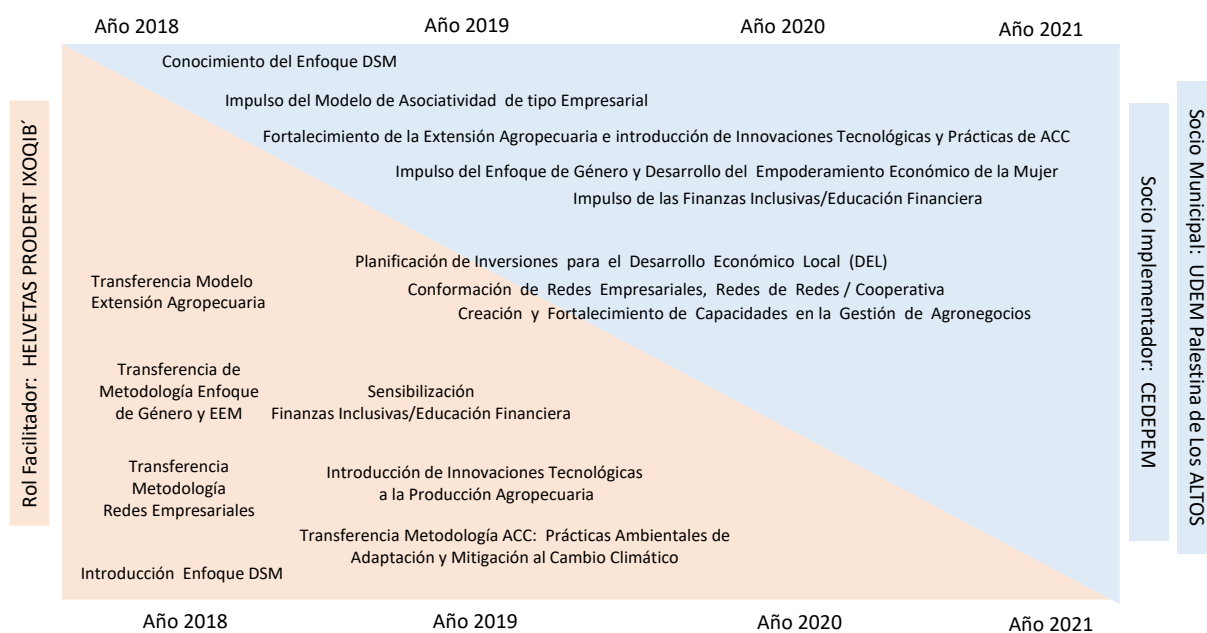 Año 2018
Año 2019
Año 2020
Año 2021
Conocimiento del Enfoque DSM
Impulso del Modelo de Asociatividad de tipo Empresarial
Fortalecimiento de la Extensión Agropecuaria e introducción de Innovaciones Tecnológicas y Prácticas de ACC
Impulso del Enfoque de Género y Desarrollo del Empoderamiento Económico de la Mujer
Impulso de las Finanzas Inclusivas/Educación Financiera
Planificación de Inversiones para el Desarrollo Económico Local (DEL)
Conformación de Redes Empresariales, Redes de Redes / Cooperativa
Creación y Fortalecimiento de Capacidades en la Gestión de Agronegocios
Rol Facilitador: HELVETAS PRODERT IXOQIB´
Transferencia Modelo
Extensión Agropecuaria
Transferencia de
Metodología Enfoque
de Género y EEM
Sensibilización
Finanzas Inclusivas/Educación Financiera
Transferencia
Metodología
Redes Empresariales
Introducción de Innovaciones Tecnológicas
a la Producción Agropecuaria
Transferencia Metodología ACC: Prácticas Ambientales de
Adaptación y Mitigación al Cambio Climático
Introducción Enfoque DSM
Socio Implementador: CEDEPEM
Socio Municipal: UDEM Palestina de Los ALTOS
Año 2018
Año 2019
Año 2020
Año 2021